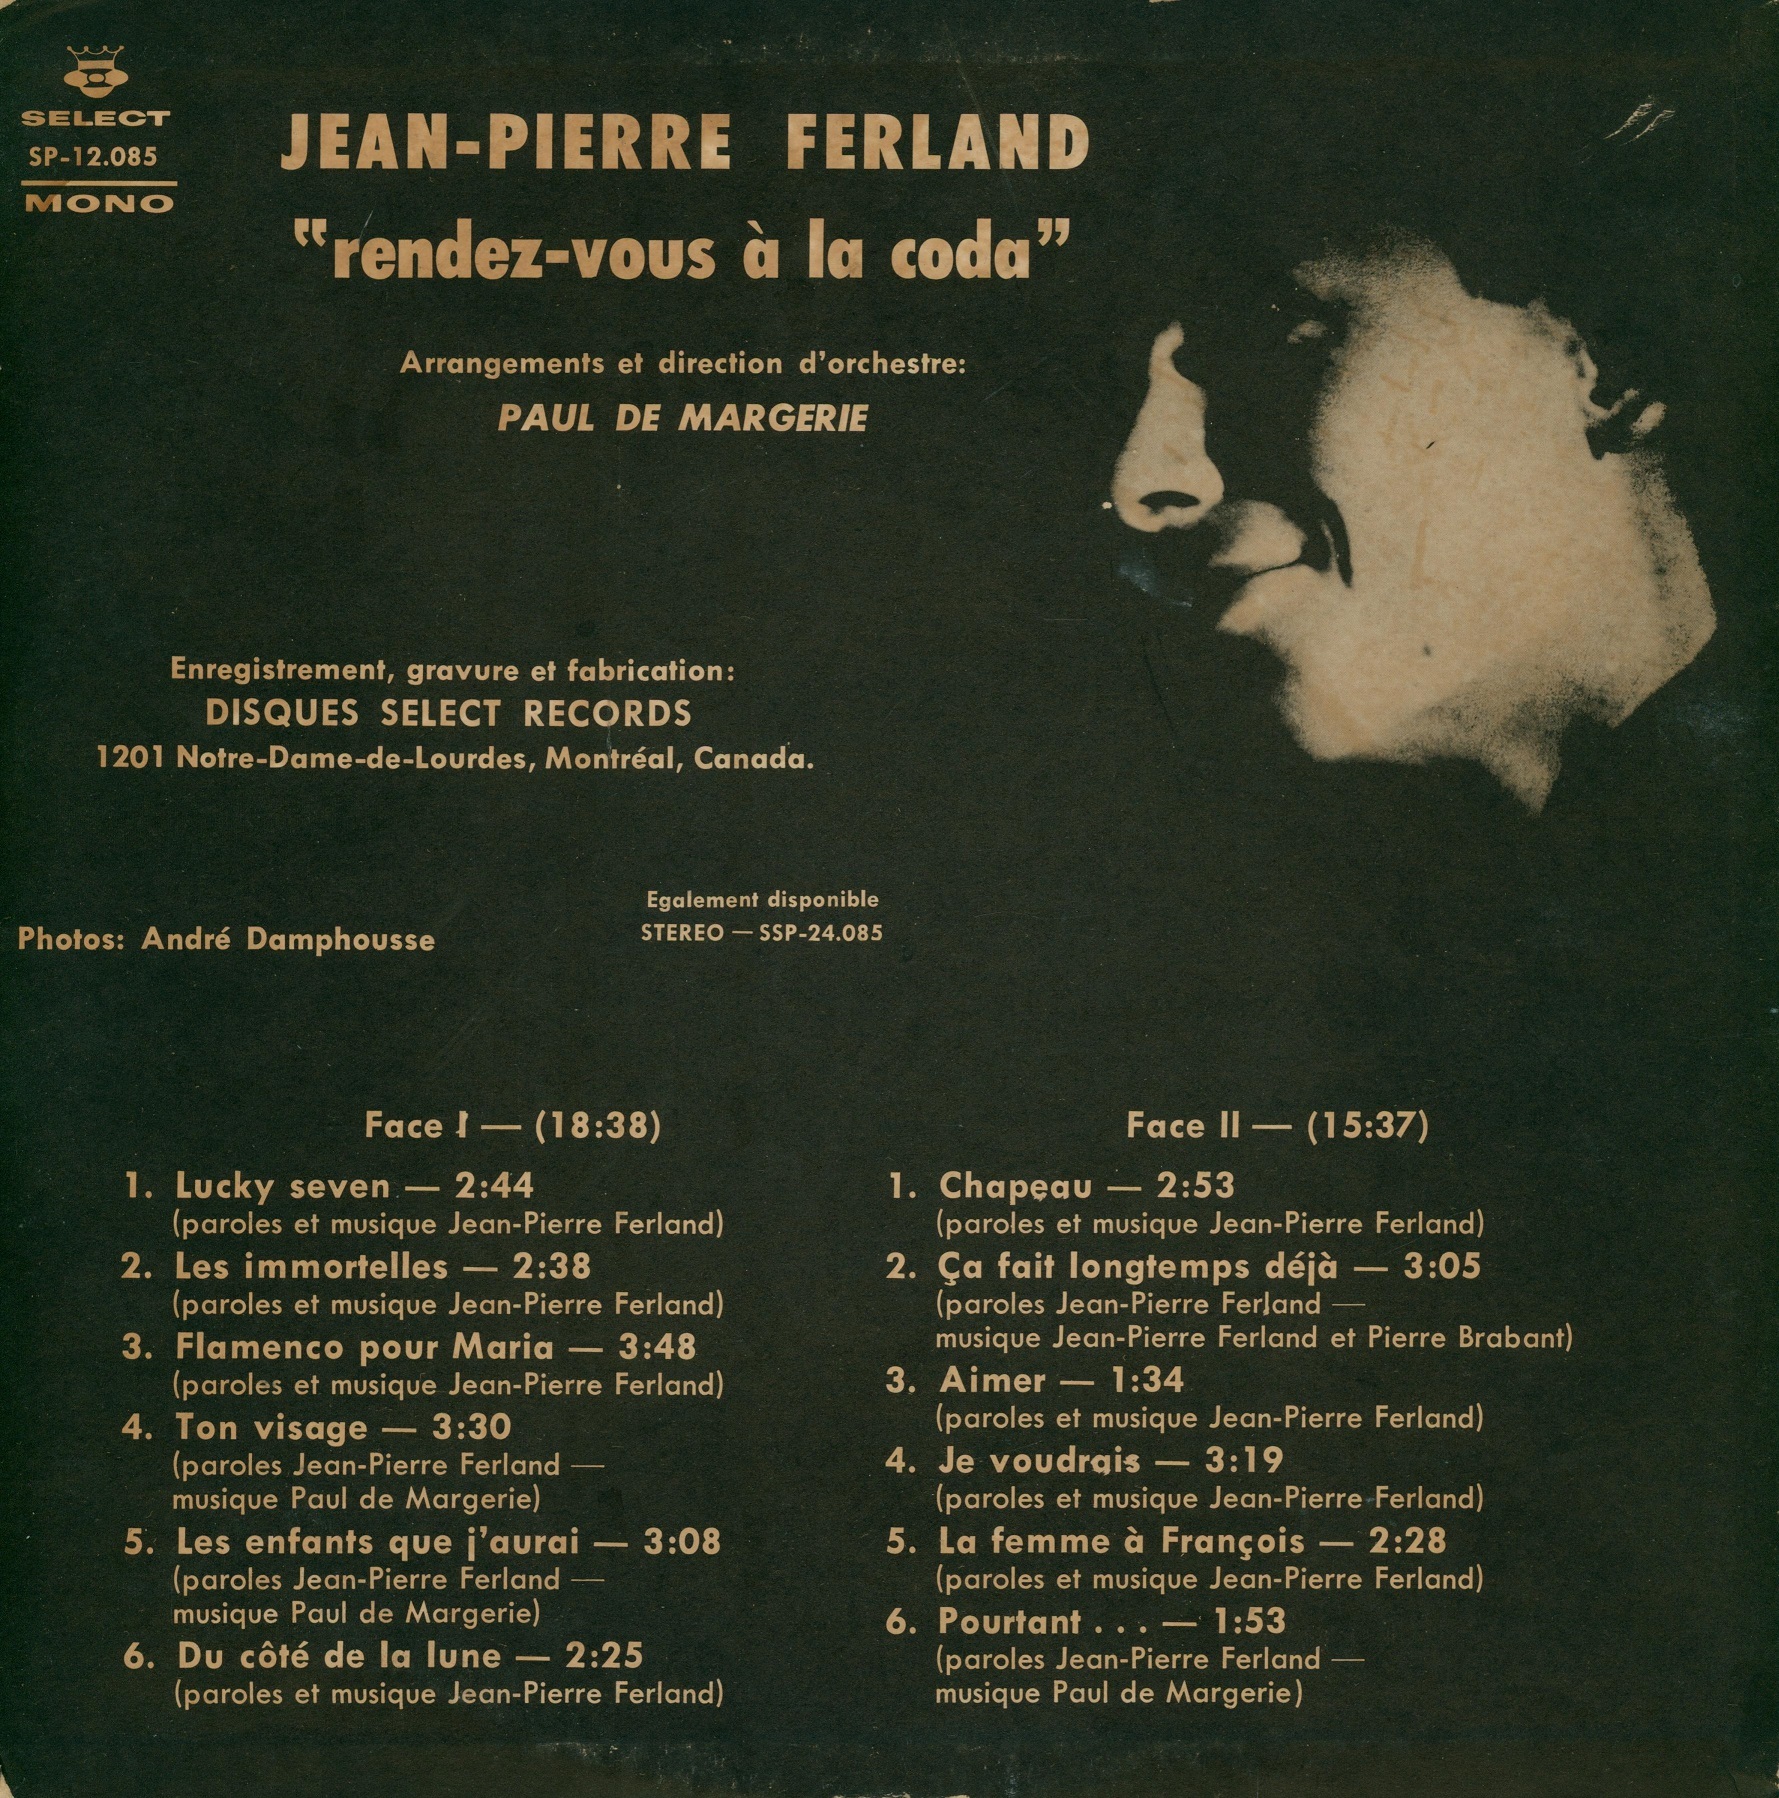 SELECT
SP-12.085
MONO
JEAN-PIERRE FERLAND
"rendez-vous à la coda"
Arrangements et direction d'orchestre:
PAUL DE MARGERIE
Enregistrement, gravure et fabrication:
DISQUES SELECT RECORDS
1201 Notre-Dame-de-Lourdes, Montréal, Canada.
Egalement disponible
STEREO — SSP-24.085
Photos: André Damphousse
Face I — (18:38)
1. Lucky seven — 2:44
(paroles et musique Jean-Pierre Ferland)
2. Les immortelles — 2:38
(paroles et musique Jean-Pierre Ferland)
3. Flamenco pour Maria — 3:48
(paroles et musique Jean-Pierre Ferland)
4. Ton visage — 3:30
(paroles Jean-Pierre Ferland —
musique Paul de Margerie)
5. Les enfants que j'aurai — 3:08
(paroles Jean-Pierre Ferland —
musique Paul de Margerie)
6. Du côté de la lune — 2:25
(paroles et musique Jean-Pierre Ferland)
Face II — (15:37)
1. Chapeau — 2:53
(paroles et musique Jean-Pierre Ferland)
2. Ça fait longtemps déjà — 3:05
(paroles Jean-Pierre Ferland —
musique Jean-Pierre Ferland et Pierre Brabant)
3. Aimer — 1:34
(paroles et musique Jean-Pierre Ferland)
4. Je voudrais — 3:19
(paroles et musique Jean-Pierre Ferland)
5. La femme à François — 2:28
(paroles et musique Jean-Pierre Ferland)
6. Pourtant . . . — 1:53
(paroles Jean-Pierre Ferland —
musique Paul de Margerie)